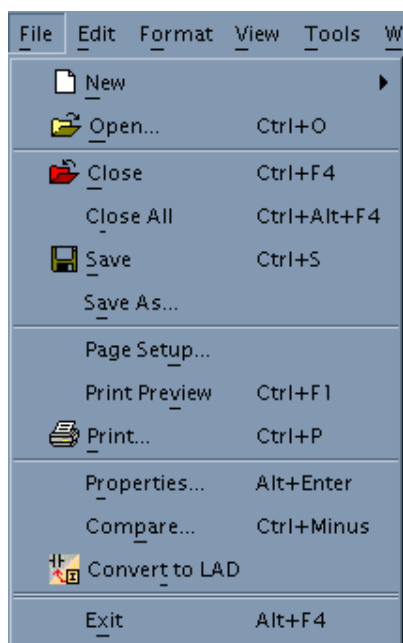 File Edit Format View Tools W
New
Open... Ctrl+O
Close Ctrl+F4
Close All Ctrl+Alt+F4
Save Ctrl+S
Save As...
Page Setup...
Print Preview Ctrl+F1
Print... Ctrl+P
Properties... Alt+Enter
Compare... Ctrl+Minus
Convert to LAD
Exit Alt+F4